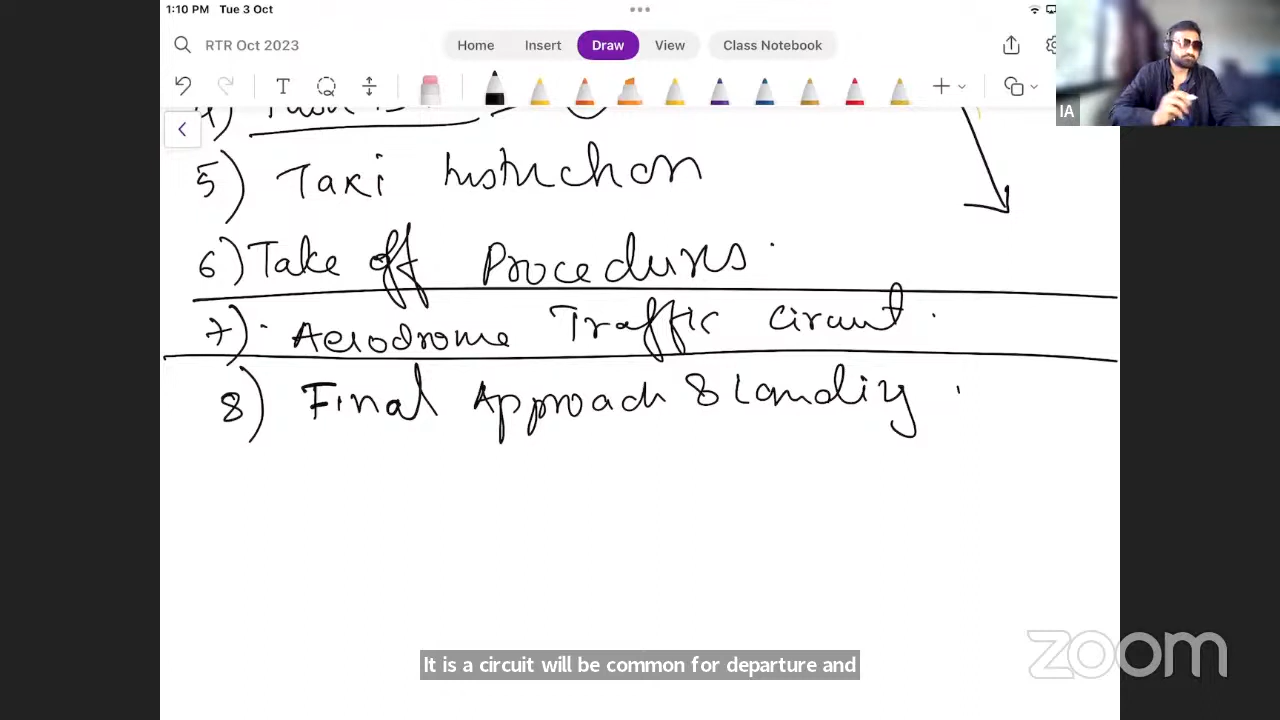 1:10 PM Tue 3 Oct
RTR Oct 2023
Home Insert Draw View Class Notebook
T
IA
5) Taxi Instruction
6) Take off Procedures.
7). Aerodrome Traffic Circuit.
8) Final Approach & Landing.
It is a circuit will be common for departure and
zoom